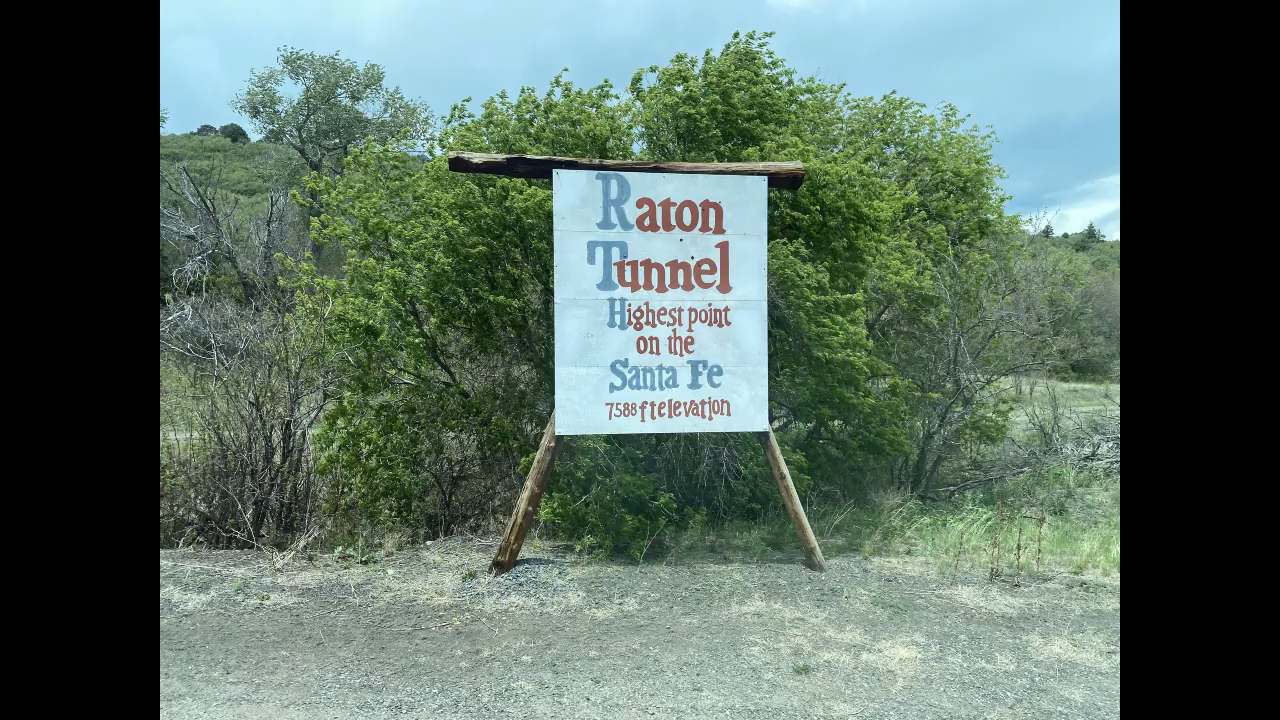 Raton
Tunnel
Highest point
on the
Santa Fe
7588 ft elevation